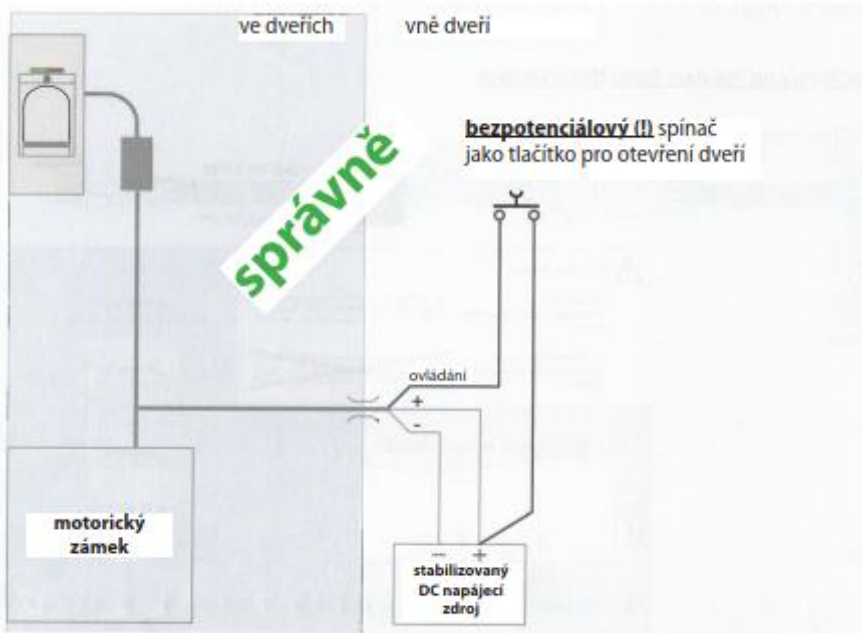 ve dveřích
vně dveří
bezpotenciálový (!) spínač
jako tlačítko pro otevření dveří
správně
ovládání
+
-
motorický
zámek
— +
stabilizovaný
DC napájecí
zdroj